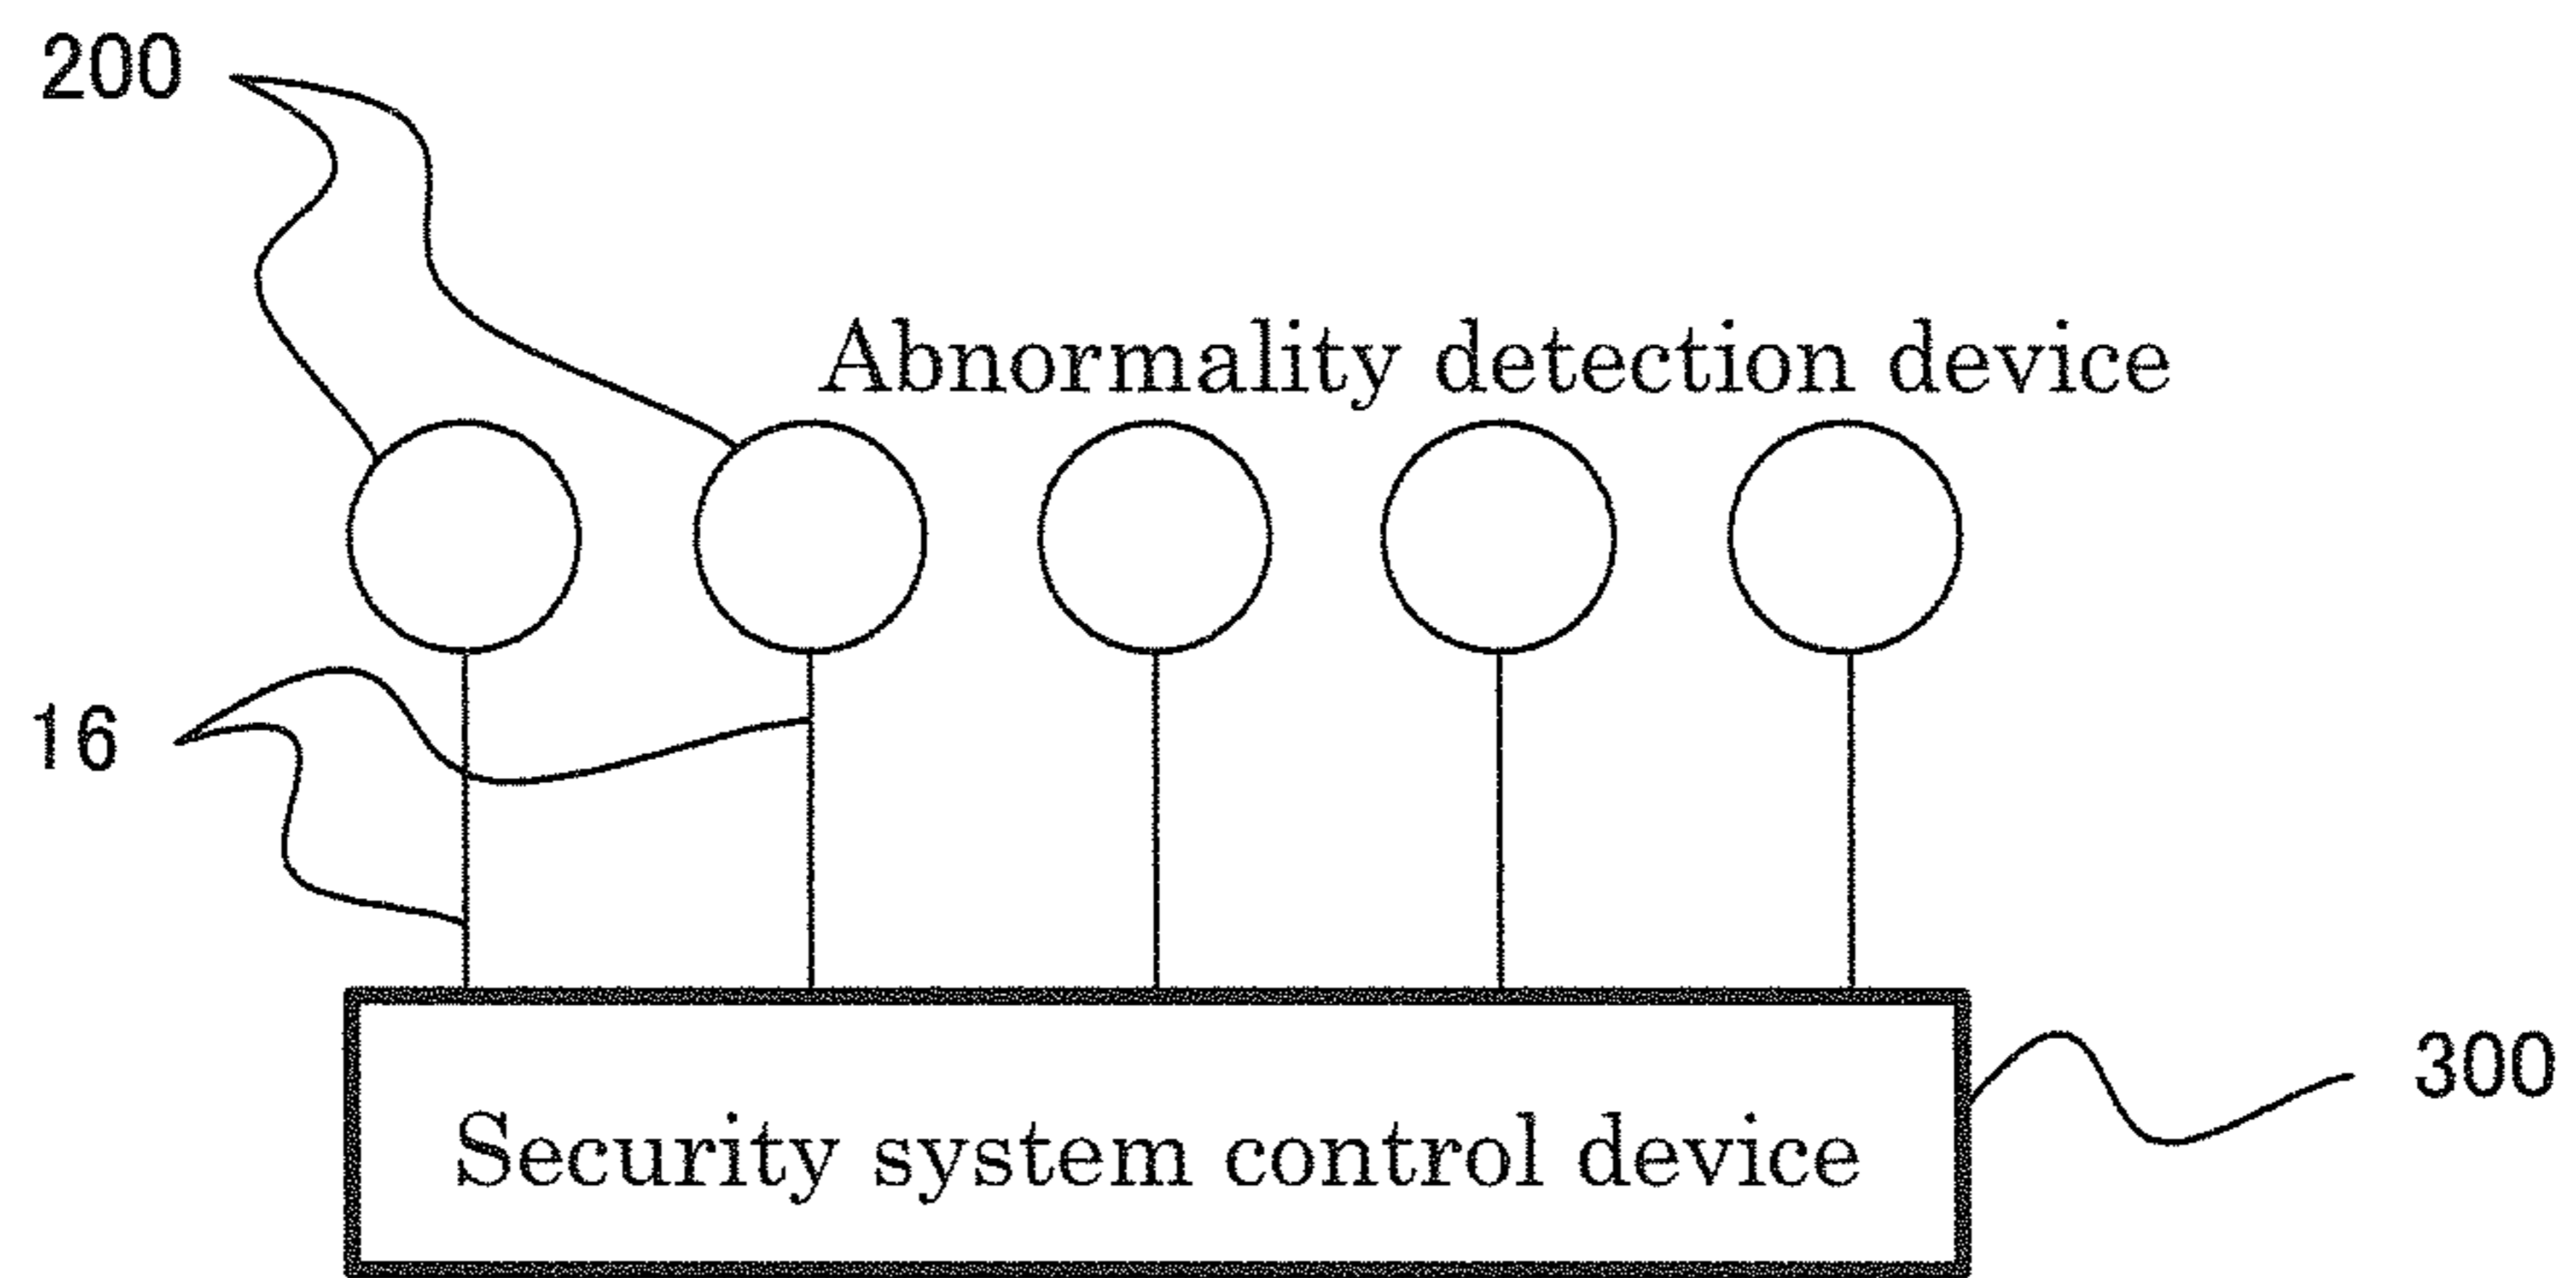 200
Abnormality detection device
16
300
Security system control device